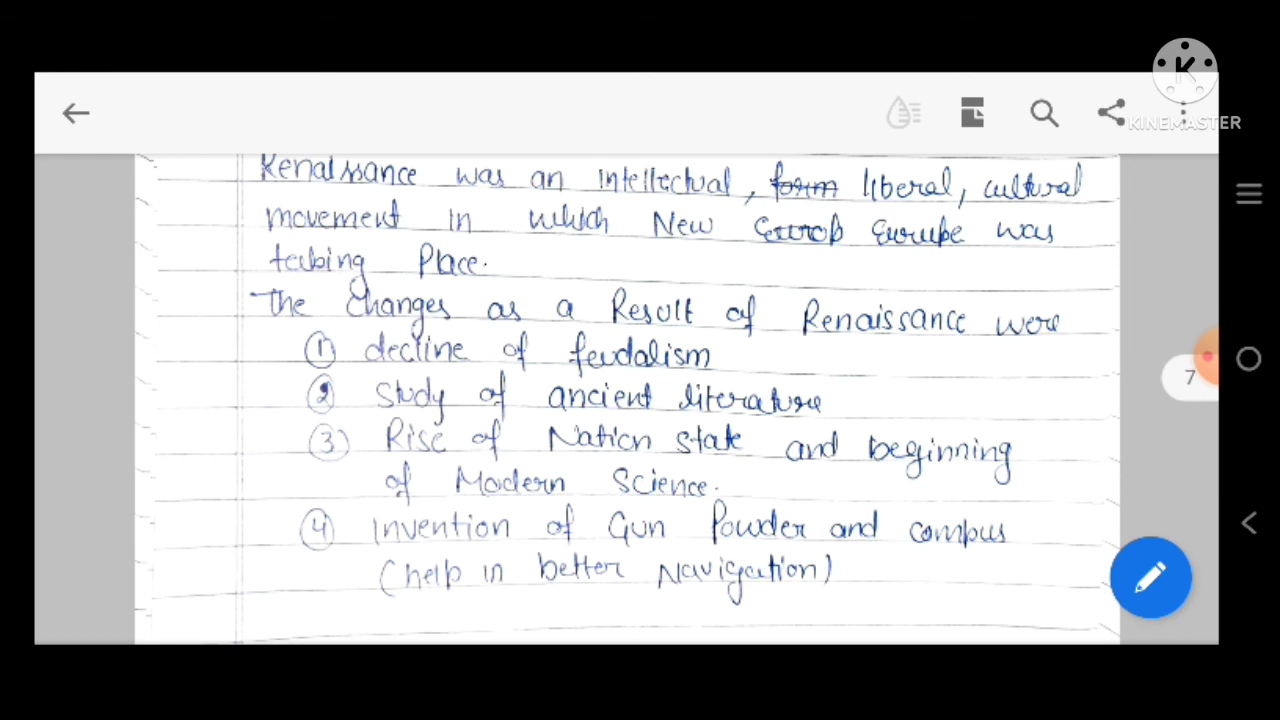 KINEMASTER
Renaissance was an intellectual, form liberal, cultural
movement in which New Europ Europe was
taking Place.
The changes as a Result of Renaissance were
① decline of feudalism
② Study of ancient literature
③ Rise of Nation state and beginning
of Modern Science.
④ Invention of Gun Powder and compus
(help in better Navigation)
7